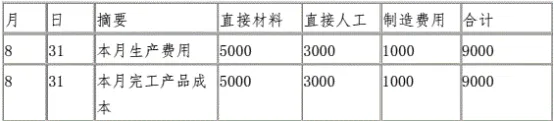 月 日 摘要 直接材料 直接人工 制造费用 合计
8 31 本月生产费用 5000 3000 1000 9000
8 31 本月完工产品成 5000 3000 1000 9000
本